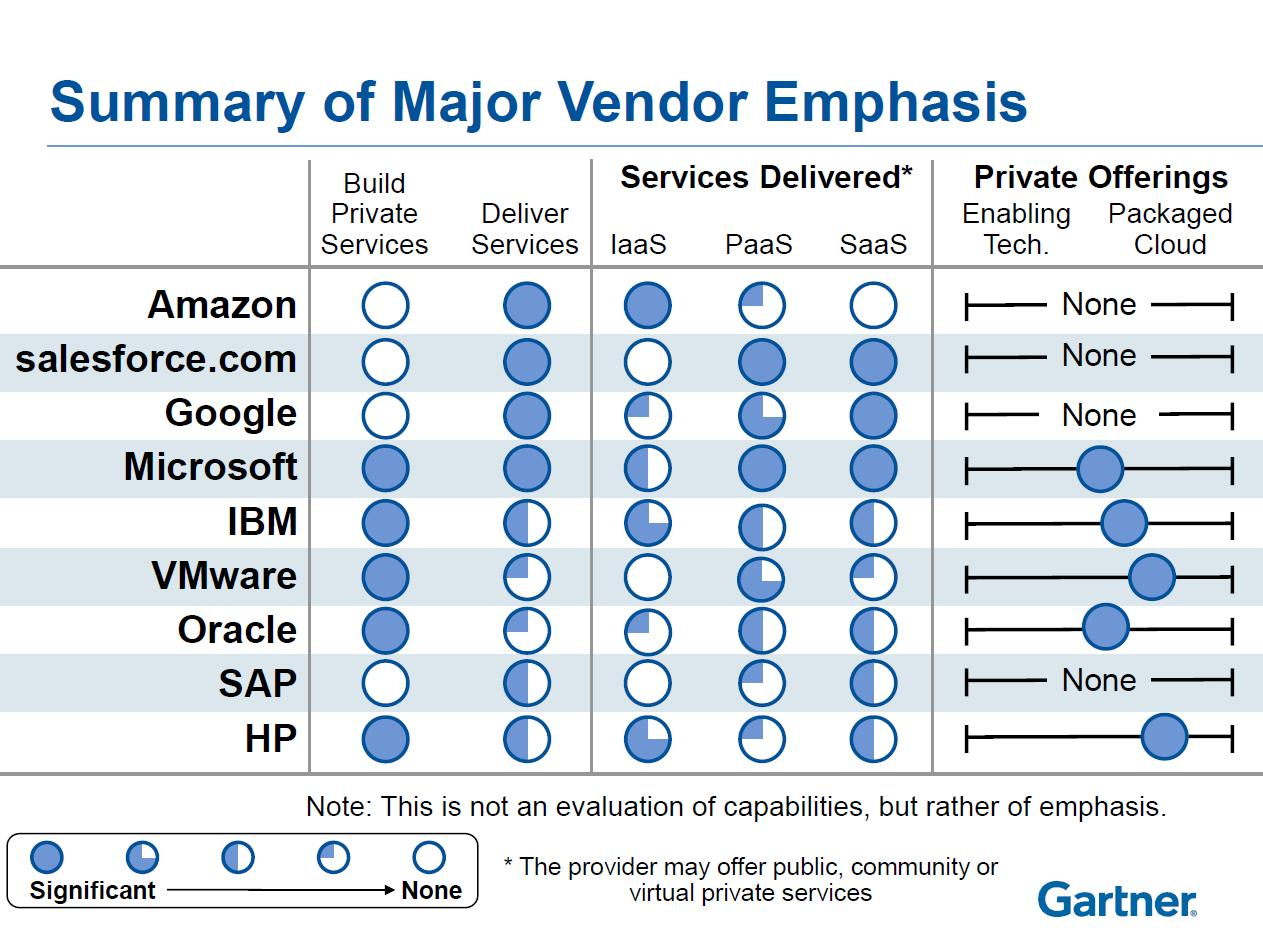 Summary of Major Vendor Emphasis
Build
Private
Services
Deliver
Services
Services Delivered*
IaaS
PaaS
SaaS
Private Offerings
Enabling
Tech.
Packaged
Cloud
Amazon
None
salesforce.com
None
Google
None
Microsoft
IBM
VMware
Oracle
SAP
None
HP
Note: This is not an evaluation of capabilities, but rather of emphasis.
Significant
None
* The provider may offer public, community or
virtual private services
Gartner®